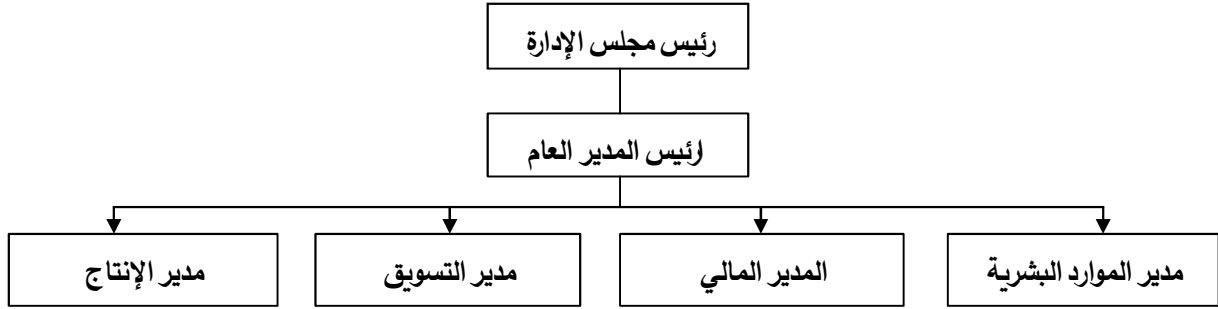 رئيس مجلس الإدارة
ارئيس المدير العام
مدير الموارد البشرية
المدير المالي
مدير التسويق
مدير الإنتاج